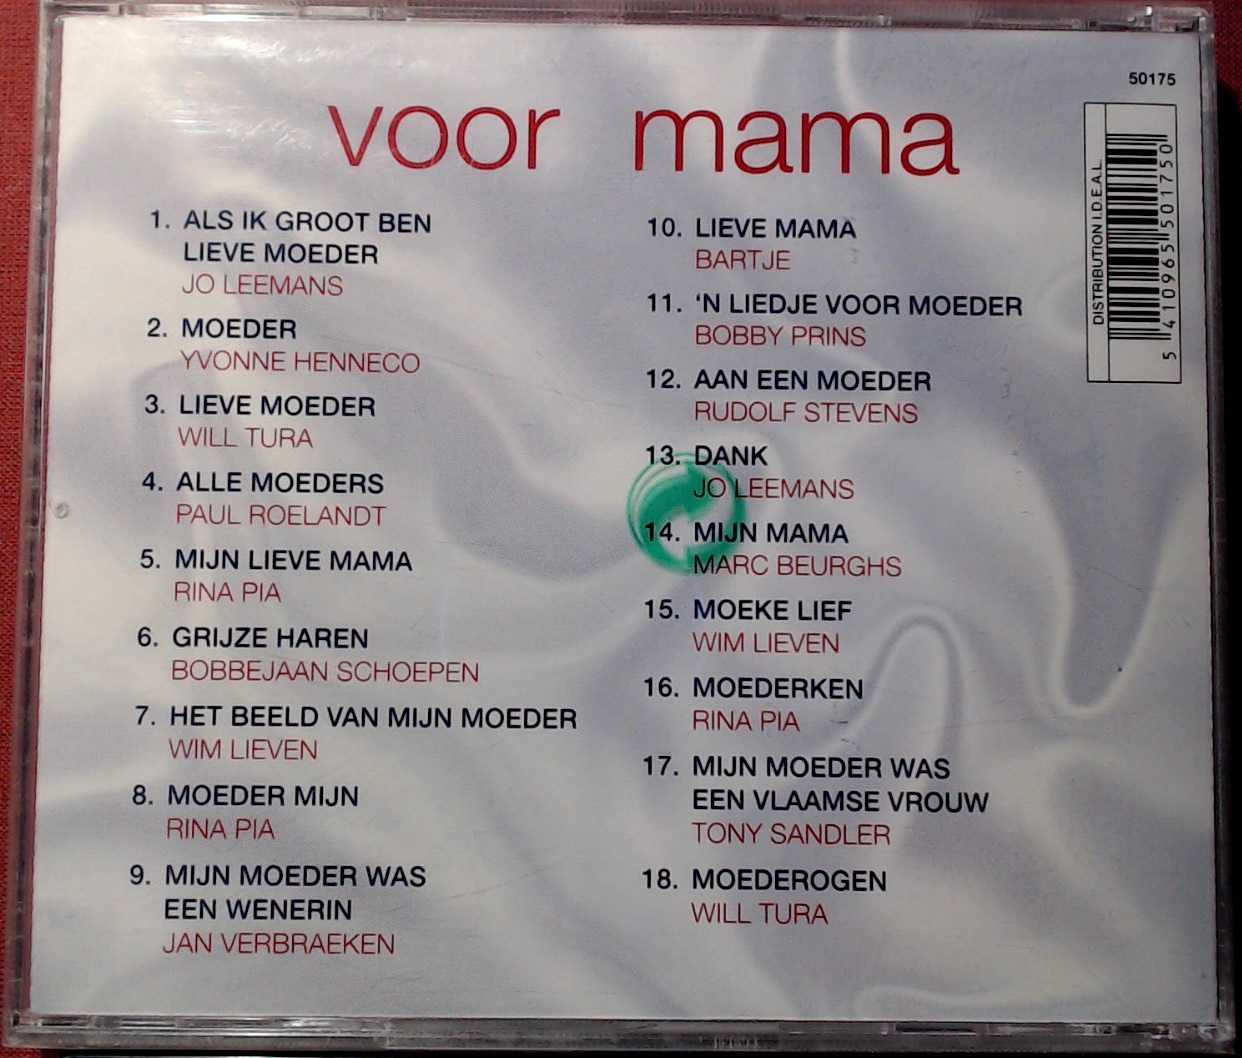 50175
voor mama
1. ALS IK GROOT BEN
LIEVE MOEDER
JO LEEMANS
2. MOEDER
YVONNE HENNECO
3. LIEVE MOEDER
WILL TURA
4. ALLE MOEDERS
PAUL ROELANDT
5. MIJN LIEVE MAMA
RINA PIA
6. GRIJZE HAREN
BOBBEJAAN SCHOEPEN
7. HET BEELD VAN MIJN MOEDER
WIM LIEVEN
8. MOEDER MIJN
RINA PIA
9. MIJN MOEDER WAS
EEN WENERIN
JAN VERBRAEKEN
10. LIEVE MAMA
BARTJE
11. 'N LIEDJE VOOR MOEDER
BOBBY PRINS
12. AAN EEN MOEDER
RUDOLF STEVENS
13. DANK
JO LEEMANS
14. MIJN MAMA
MARC BEURGHS
15. MOEKE LIEF
WIM LIEVEN
16. MOEDERKEN
RINA PIA
17. MIJN MOEDER WAS
EEN VLAAMSE VROUW
TONY SANDLER
18. MOEDEROGEN
WILL TURA
DISTRIBUTION I.D.E.A.L.
5 410965 501750